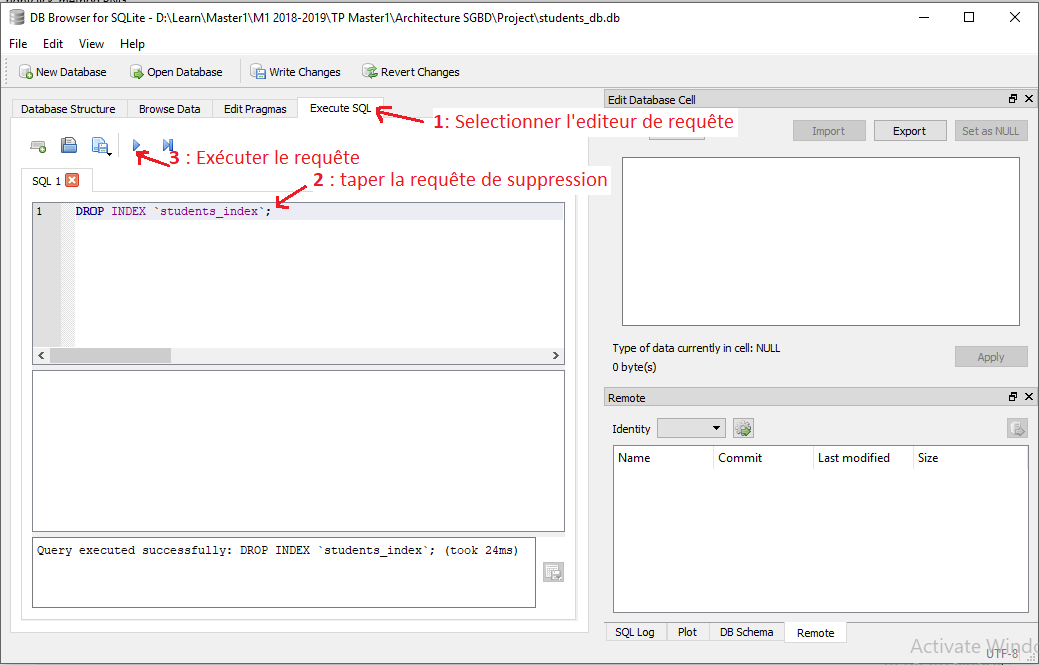 DB Browser for SQLite - D:\Learn\Master1\M1 2018-2019\TP Master1\Architecture SGBD\Project\students_db.db
File Edit View Help
New Database Open Database Write Changes Revert Changes
Database Structure Browse Data Edit Pragmas Execute SQL
1: Selectionner l'editeur de requête
3 : Exécuter le requête
2 : taper la requête de suppression
SQL 1
1 DROP INDEX `students_index`;
Query executed successfully: DROP INDEX `students_index`; (took 24ms)
Edit Database Cell
Import Export Set as NULL
Type of data currently in cell: NULL
0 byte(s)
Apply
Remote
Identity
Name Commit Last modified Size
SQL Log Plot DB Schema Remote
Activate Windo
UTF-8